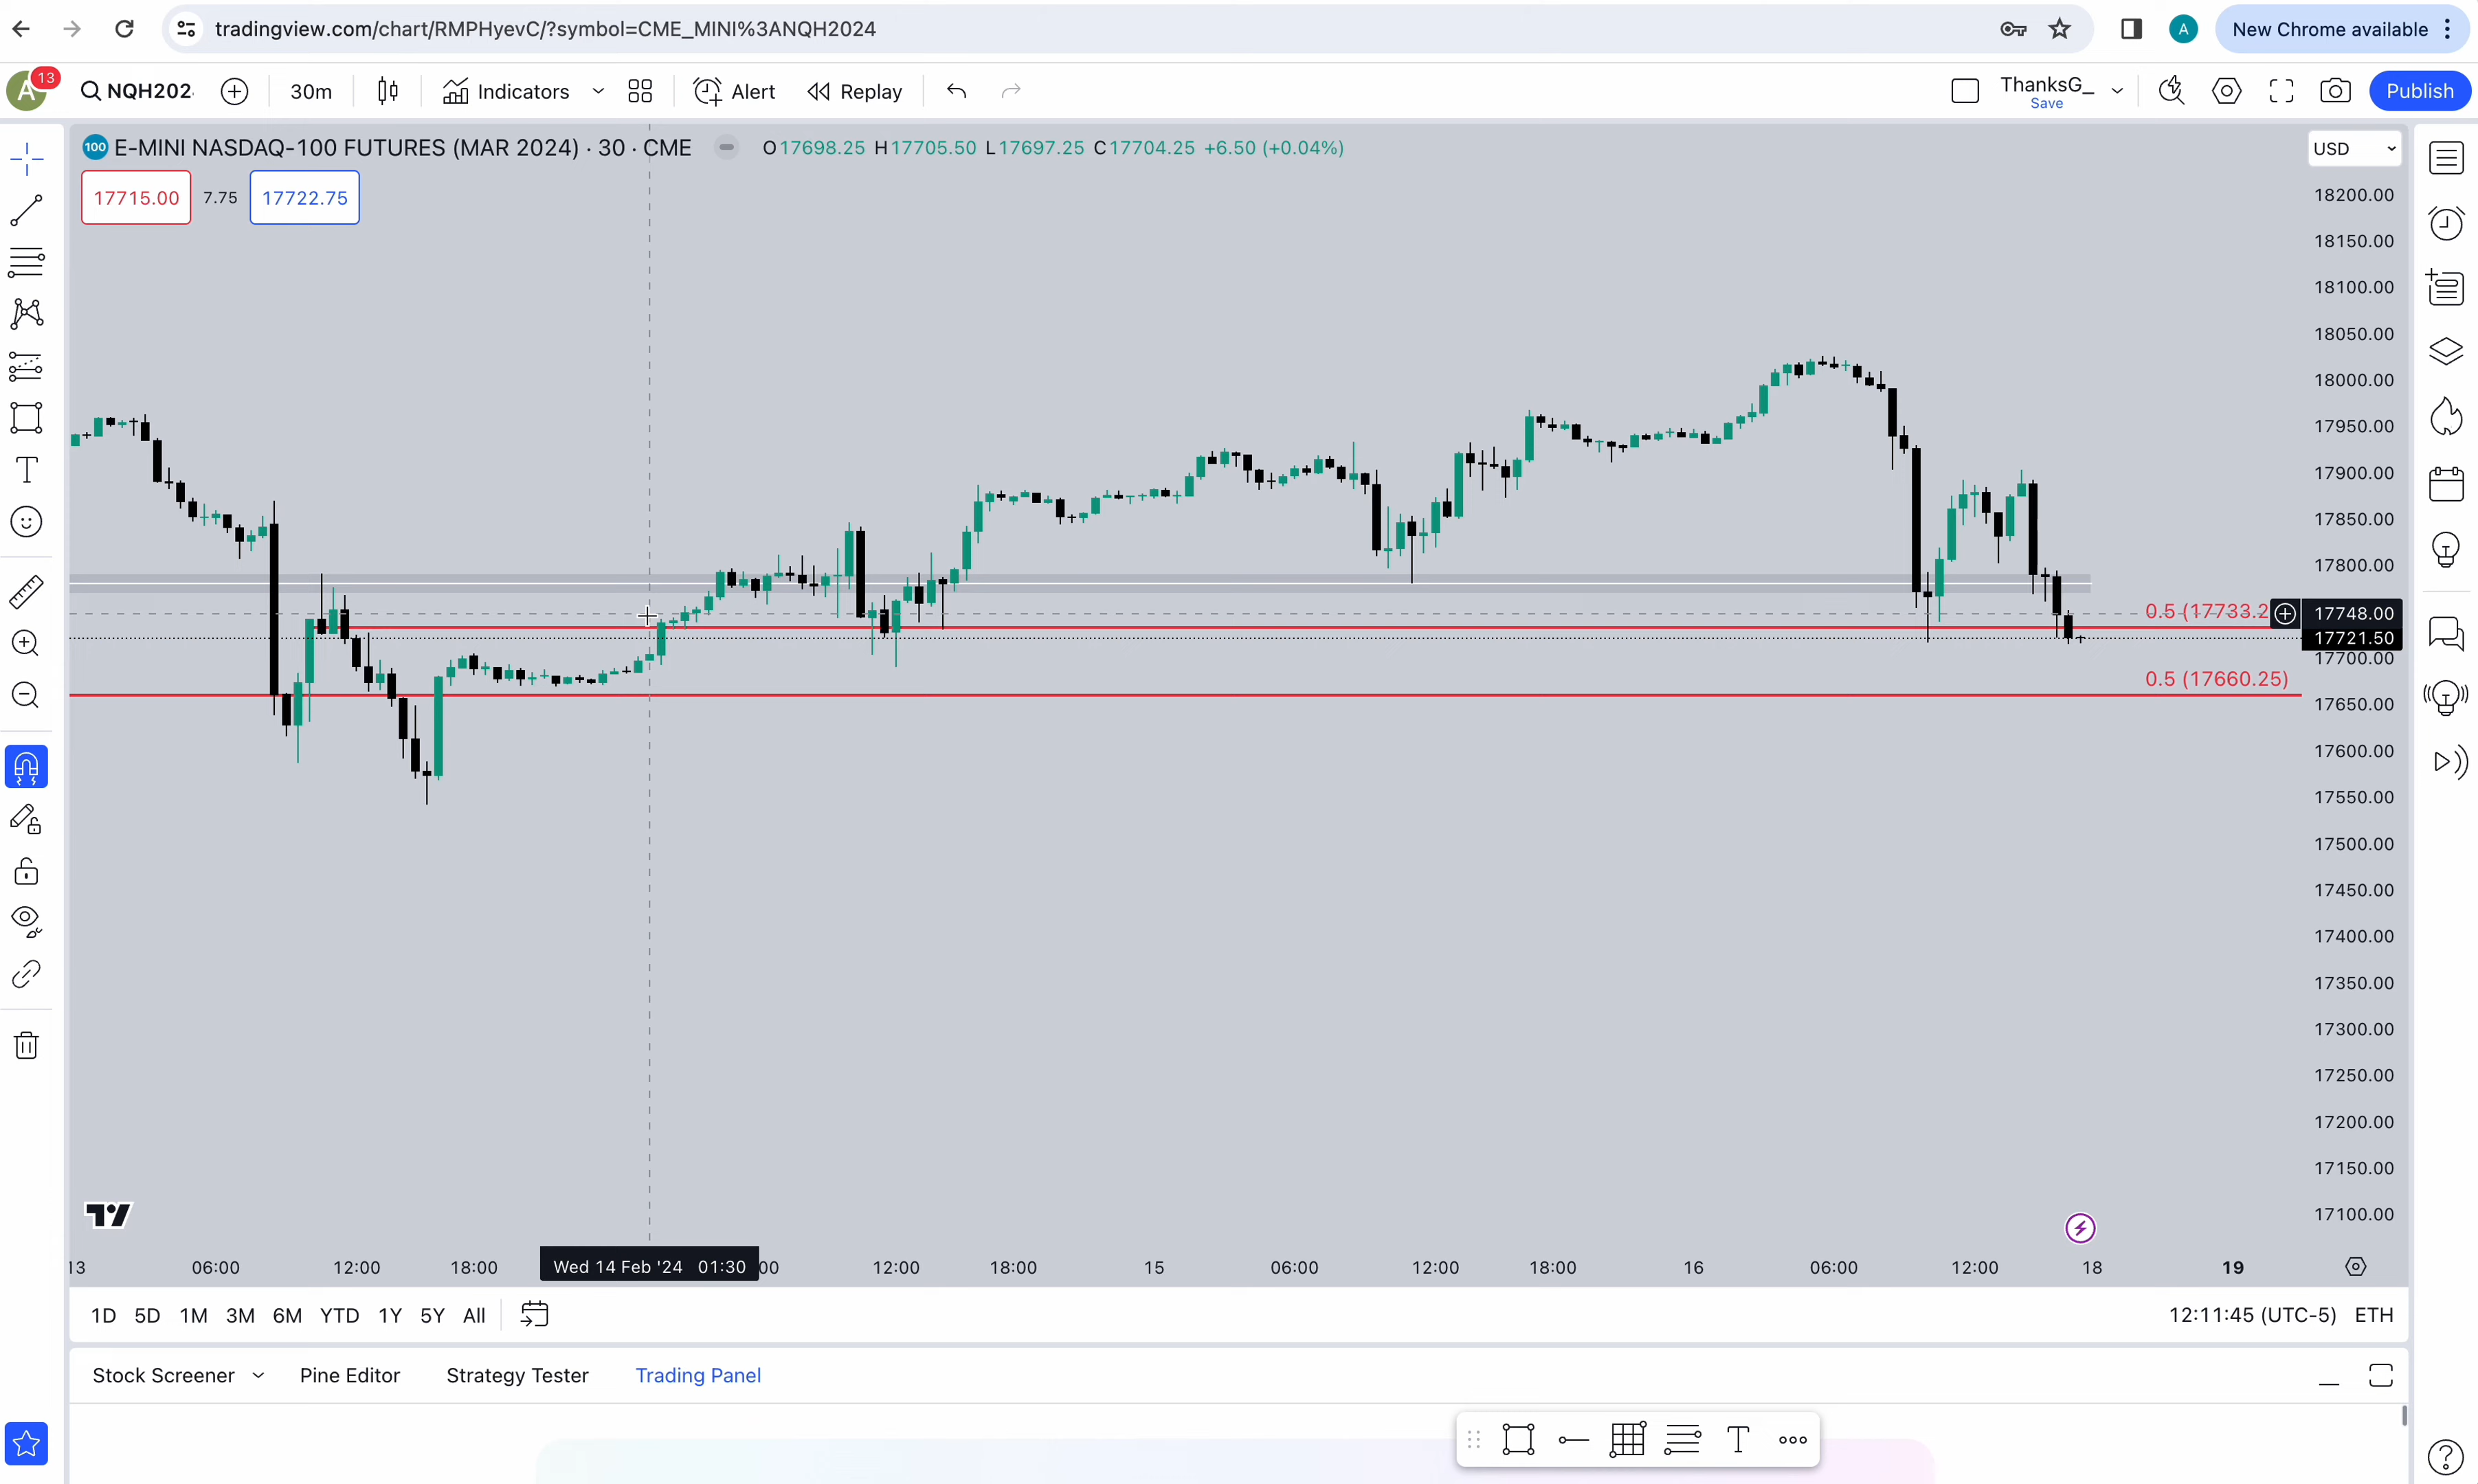 tradingview.com/chart/RMPHyevC/?symbol=CME_MINI%3ANQH2024
A
New Chrome available
A
13
NQH202
30m
Indicators
Alert
Replay
ThanksG_
Save
Publish
100
E-MINI NASDAQ-100 FUTURES (MAR 2024) · 30 · CME
O17698.25 H17705.50 L17697.25 C17704.25 +6.50 (+0.04%)
USD
17715.00
7.75
17722.75
18200.00
18150.00
18100.00
18050.00
18000.00
17950.00
17900.00
17850.00
17800.00
0.5 (17733.2
17748.00
17721.50
17700.00
0.5 (17660.25)
17650.00
17600.00
17550.00
17500.00
17450.00
17400.00
17350.00
17300.00
17250.00
17200.00
17150.00
17100.00
13
06:00
12:00
18:00
Wed 14 Feb '24 01:30
:00
12:00
18:00
15
06:00
12:00
18:00
16
06:00
12:00
18
19
1D 5D 1M 3M 6M YTD 1Y 5Y All
12:11:45 (UTC-5) ETH
Stock Screener
Pine Editor
Strategy Tester
Trading Panel